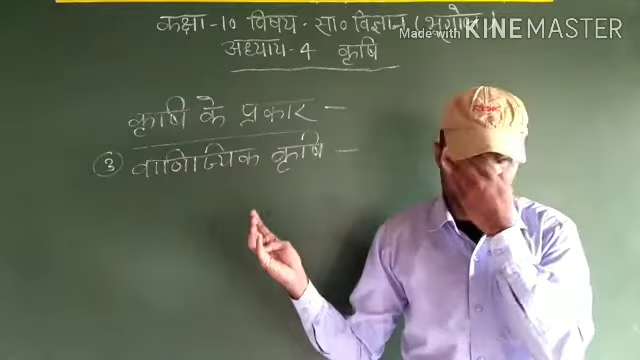 कक्षा-10 विषय- सा० विज्ञान (भूगोल)
अध्याय-4 कृषि
कृषि के प्रकार -
③ वाणिज्यिक कृषि -
Made with KINEMASTER